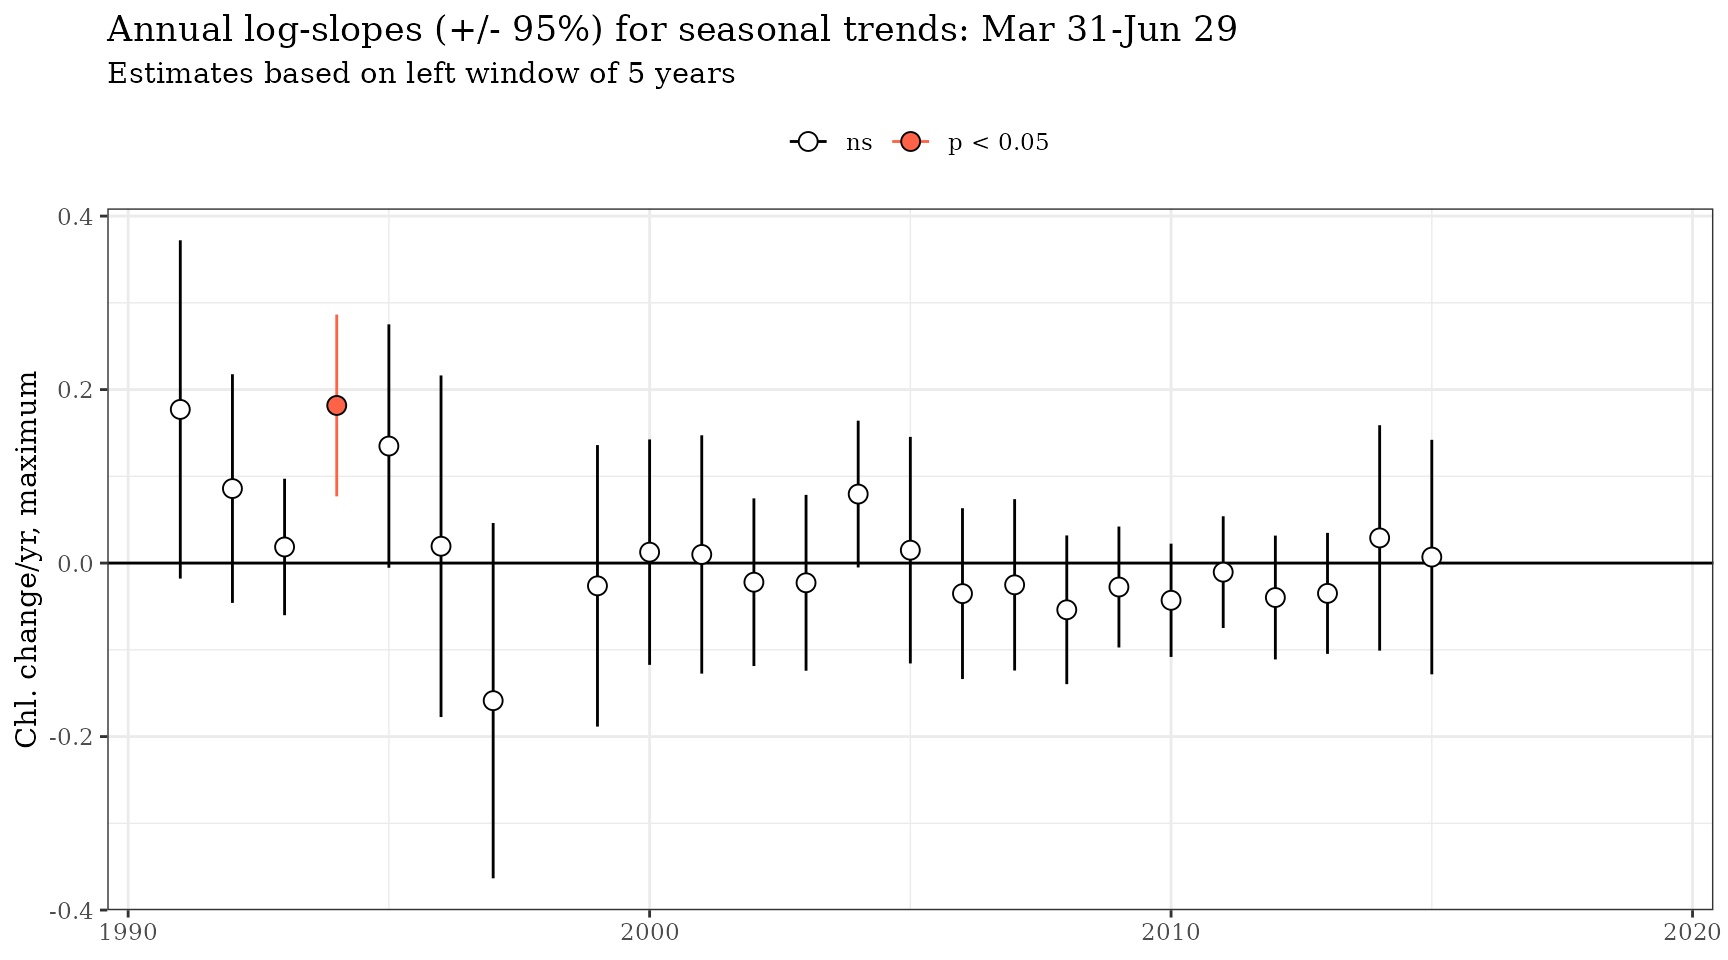 Annual log-slopes (+/- 95%) for seasonal trends: Mar 31-Jun 29
Estimates based on left window of 5 years
ns
p < 0.05
Chl. change/yr, maximum
0.4
0.2
0.0
-0.2
-0.4
1990
2000
2010
2020